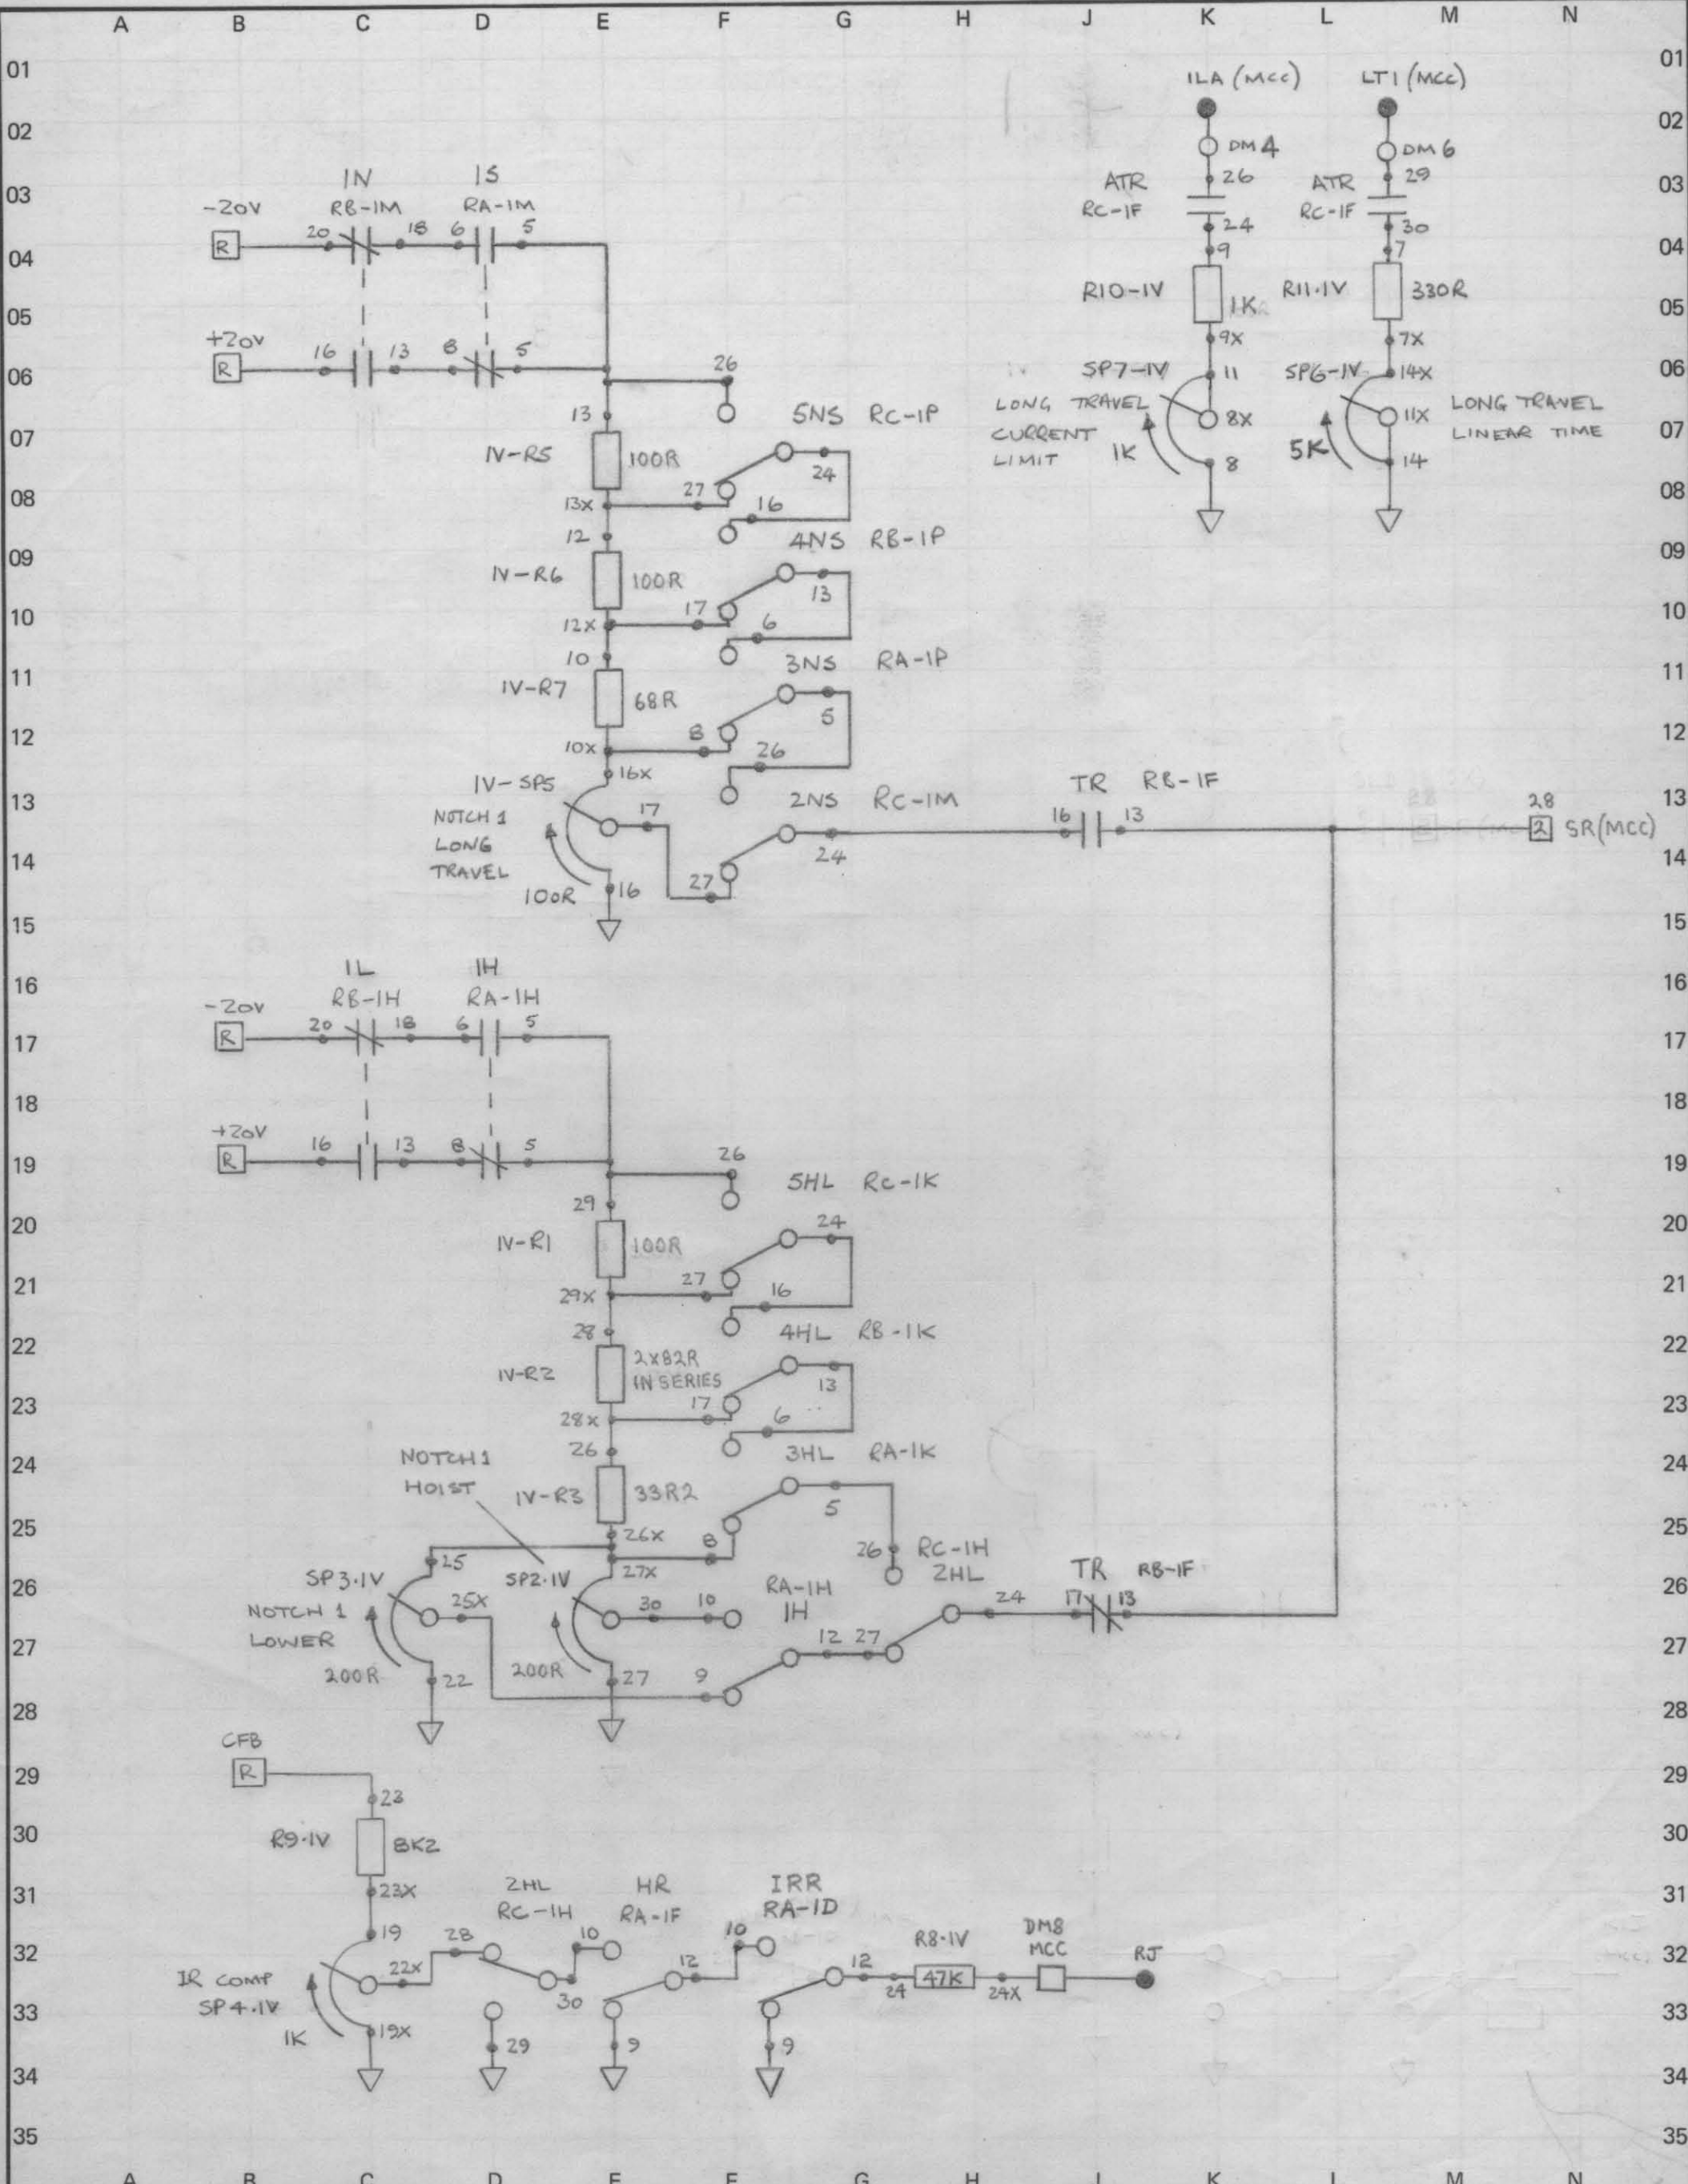 A B C D E F G H J K L M N
01 01
1LA (MCC) LT1 (MCC)
02 02
DM4 DM6
1N 1S
26 29
03 ATR ATR 03
-20V RB-1M RA-1M
RC-1F RC-1F
R 20 18 6 5
24 30
04 9 7 04
R10-1V 1K R11.1V 330R
05 05
+20V
9X 7X
R 16 13 8 5
06 26 SP7-1V 11 SP6-1V 14X 06
13 5NS RC-1P
LONG TRAVEL 8X 11X LONG TRAVEL
07 CURRENT LINEAR TIME 07
1V-R5 100R
LIMIT 1K 8 5K 14
24
08 27 08
13X 16
12 4NS RB-1P
09 09
1V-R6 100R
13
10 17 10
12X 6
10 3NS RA-1P
11 11
1V-R7 68R
5
12 8 12
10X 26
16X
1V-SP5 TR RB-1F
13 2NS RC-1M 13
NOTCH 1 17 16 13 28
2 SR(MCC)
LONG
14 24 14
TRAVEL
27
100R 16
15 15
1L 1H
16 16
-20V RB-1H RA-1H
R 20 18 6 5
17 17
18 18
+20V
R 16 13 8 5
19 26 19
5HL RC-1K
29
20 24 20
1V-R1 100R
21 27 21
29X 16
28 4HL RB-1K
22 22
2X82R
1V-R2 IN SERIES
13
23 17 23
28X 6
26 3HL RA-1K
NOTCH1
24 24
HOIST
1V-R3 33R2
5
25 26X 25
8 26 RC-1H
25 27X 2HL TR RB-1F
SP3.1V SP2.1V RA-1H
26 26
NOTCH 1 25X 30 10 1H 24 17 13
LOWER
27 12 27 27
200R 22 200R 27 9
28 28
CFB
R
29 29
23
30 30
R9.1V 8K2
31 23X 2HL HR IRR 31
RC-1H RA-1F RA-1D
19 28 10 10 DM8
R8.1V MCC
32 RJ 32
22X 12 12
IR COMP 30 24 47K 24X
SP4.1V
33 33
1K 19X
29 9 9
34 34
35 35
A B C D E F G H J K L M N